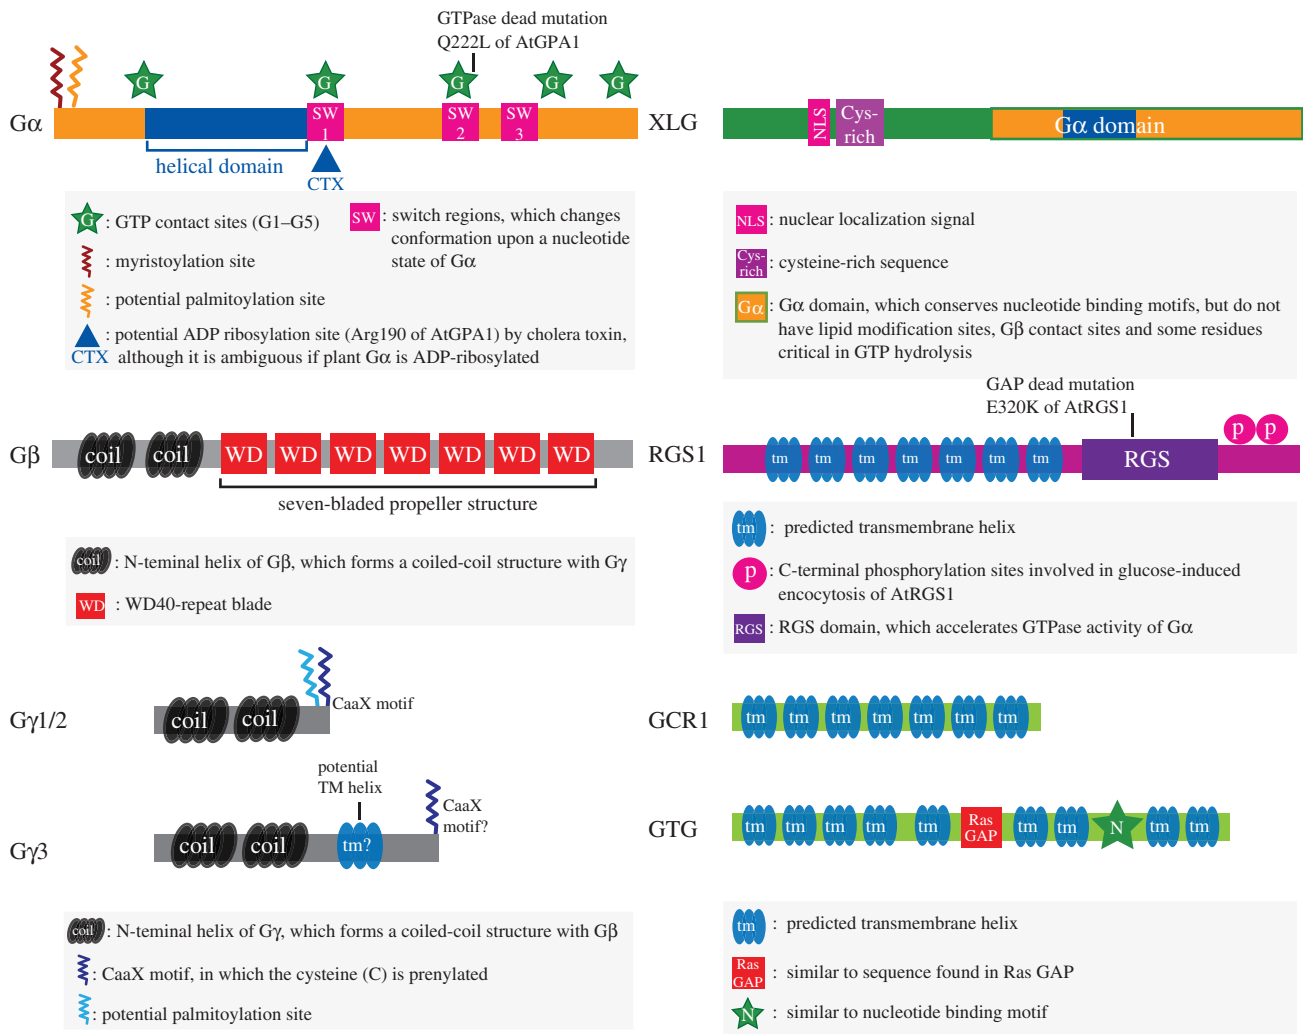 GTPase dead mutation
Q222L of AtGPA1
G G G G G
Gα
SW
1
SW
2
SW
3
helical domain
CTX
G : GTP contact sites (G1–G5)
: myristoylation site
: potential palmitoylation site
: potential ADP ribosylation site (Arg190 of AtGPA1) by cholera toxin,
CTX although it is ambiguous if plant Gα is ADP-ribosylated
SW : switch regions, which changes
conformation upon a nucleotide
state of Gα
XLG
NLS
Cys-
rich
Gα domain
NLS : nuclear localization signal
Cys-
rich : cysteine-rich sequence
Gα : Gα domain, which conserves nucleotide binding motifs, but do not
have lipid modification sites, Gβ contact sites and some residues
critical in GTP hydrolysis
Gβ
coil coil WD WD WD WD WD WD WD
seven-bladed propeller structure
coil : N-teminal helix of Gβ, which forms a coiled-coil structure with Gγ
WD : WD40-repeat blade
GAP dead mutation
E320K of AtRGS1
RGS1
tm tm tm tm tm tm tm RGS p p
tm : predicted transmembrane helix
p : C-terminal phosphorylation sites involved in glucose-induced
encocytosis of AtRGS1
RGS : RGS domain, which accelerates GTPase activity of Gα
Gγ1/2
coil coil
CaaX motif
potential
TM helix
Gγ3
coil coil tm?
CaaX
motif?
coil : N-teminal helix of Gγ, which forms a coiled-coil structure with Gβ
: CaaX motif, in which the cysteine (C) is prenylated
: potential palmitoylation site
GCR1
tm tm tm tm tm tm tm
GTG
tm tm tm tm tm Ras
GAP tm tm N tm tm
tm : predicted transmembrane helix
Ras
GAP : similar to sequence found in Ras GAP
N : similar to nucleotide binding motif